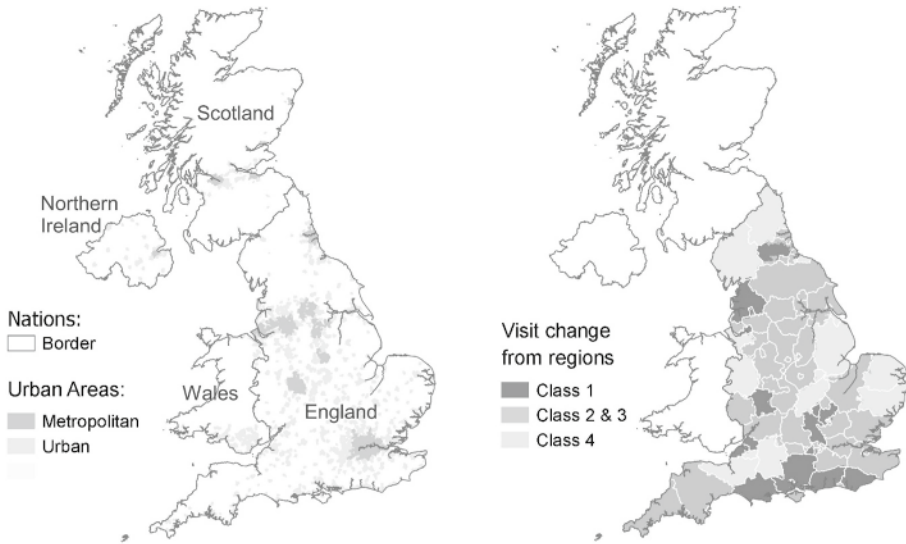 Scotland
Northern
Ireland
Nations:
Border
Urban Areas:
Metropolitan
Urban
Wales
England
Visit change
from regions
Class 1
Class 2 & 3
Class 4